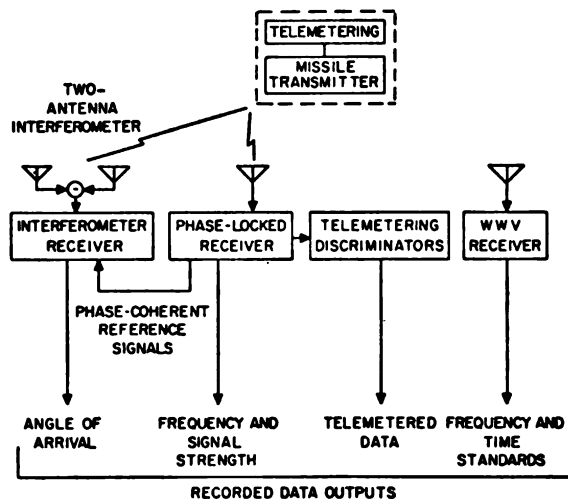 TELEMETERING
MISSILE
TRANSMITTER
TWO-
ANTENNA
INTERFEROMETER
INTERFEROMETER
RECEIVER
PHASE-LOCKED
RECEIVER
TELEMETERING
DISCRIMINATORS
WWV
RECEIVER
PHASE-COHERENT
REFERENCE
SIGNALS
ANGLE OF
ARRIVAL
FREQUENCY AND
SIGNAL
STRENGTH
TELEMETERED
DATA
FREQUENCY AND
TIME
STANDARDS
RECORDED DATA OUTPUTS